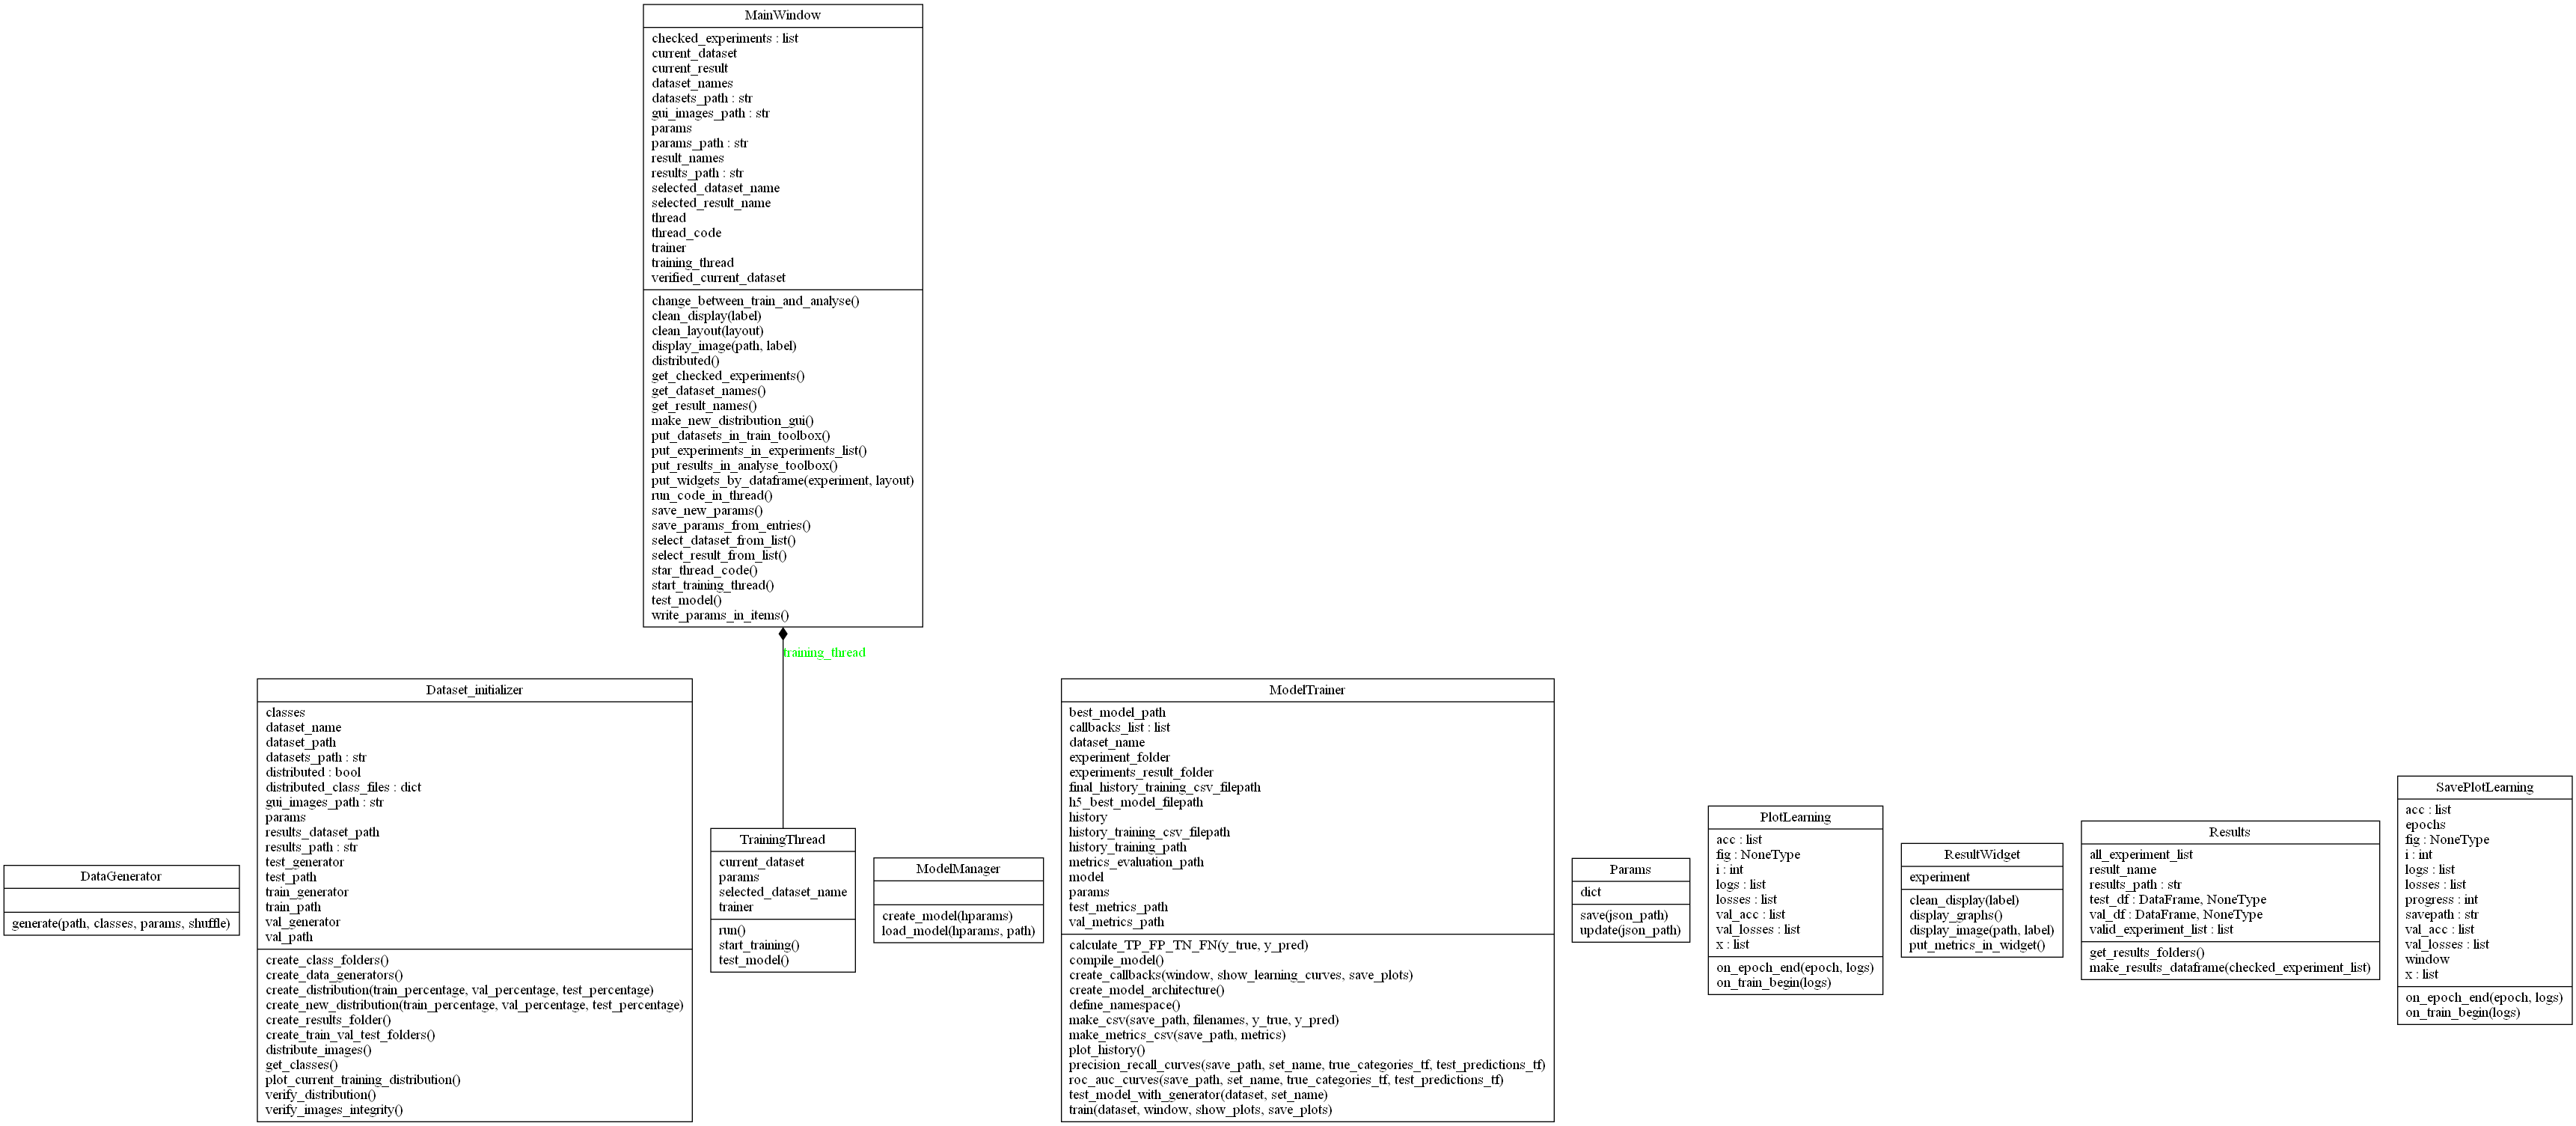 MainWindow
checked_experiments : list
current_dataset
current_result
dataset_names
datasets_path : str
gui_images_path : str
params
params_path : str
result_names
results_path : str
selected_dataset_name
selected_result_name
thread
thread_code
trainer
training_thread
verified_current_dataset
change_between_train_and_analyse()
clean_display(label)
clean_layout(layout)
display_image(path, label)
distributed()
get_checked_experiments()
get_dataset_names()
get_result_names()
make_new_distribution_gui()
put_datasets_in_train_toolbox()
put_experiments_in_experiments_list()
put_results_in_analyse_toolbox()
put_widgets_by_dataframe(experiment, layout)
run_code_in_thread()
save_new_params()
save_params_from_entries()
select_dataset_from_list()
select_result_from_list()
star_thread_code()
start_training_thread()
test_model()
write_params_in_items()
training_thread
DataGenerator
generate(path, classes, params, shuffle)
Dataset_initializer
classes
dataset_name
dataset_path
datasets_path : str
distributed : bool
distributed_class_files : dict
gui_images_path : str
params
results_dataset_path
results_path : str
test_generator
test_path
train_generator
train_path
val_generator
val_path
create_class_folders()
create_data_generators()
create_distribution(train_percentage, val_percentage, test_percentage)
create_new_distribution(train_percentage, val_percentage, test_percentage)
create_results_folder()
create_train_val_test_folders()
distribute_images()
get_classes()
plot_current_training_distribution()
verify_distribution()
verify_images_integrity()
TrainingThread
current_dataset
params
selected_dataset_name
trainer
run()
start_training()
test_model()
ModelManager
create_model(hparams)
load_model(hparams, path)
ModelTrainer
best_model_path
callbacks_list : list
dataset_name
experiment_folder
experiments_result_folder
final_history_training_csv_filepath
h5_best_model_filepath
history
history_training_csv_filepath
history_training_path
metrics_evaluation_path
model
params
test_metrics_path
val_metrics_path
calculate_TP_FP_TN_FN(y_true, y_pred)
compile_model()
create_callbacks(window, show_learning_curves, save_plots)
create_model_architecture()
define_namespace()
make_csv(save_path, filenames, y_true, y_pred)
make_metrics_csv(save_path, metrics)
plot_history()
precision_recall_curves(save_path, set_name, true_categories_tf, test_predictions_tf)
roc_auc_curves(save_path, set_name, true_categories_tf, test_predictions_tf)
test_model_with_generator(dataset, set_name)
train(dataset, window, show_plots, save_plots)
Params
dict
save(json_path)
update(json_path)
PlotLearning
acc : list
fig : NoneType
i : int
logs : list
losses : list
val_acc : list
val_losses : list
x : list
on_epoch_end(epoch, logs)
on_train_begin(logs)
ResultWidget
experiment
clean_display(label)
display_graphs()
display_image(path, label)
put_metrics_in_widget()
Results
all_experiment_list
result_name
results_path : str
test_df : DataFrame, NoneType
val_df : DataFrame, NoneType
valid_experiment_list : list
get_results_folders()
make_results_dataframe(checked_experiment_list)
SavePlotLearning
acc : list
epochs
fig : NoneType
i : int
logs : list
losses : list
progress : int
savepath : str
val_acc : list
val_losses : list
window
x : list
on_epoch_end(epoch, logs)
on_train_begin(logs)